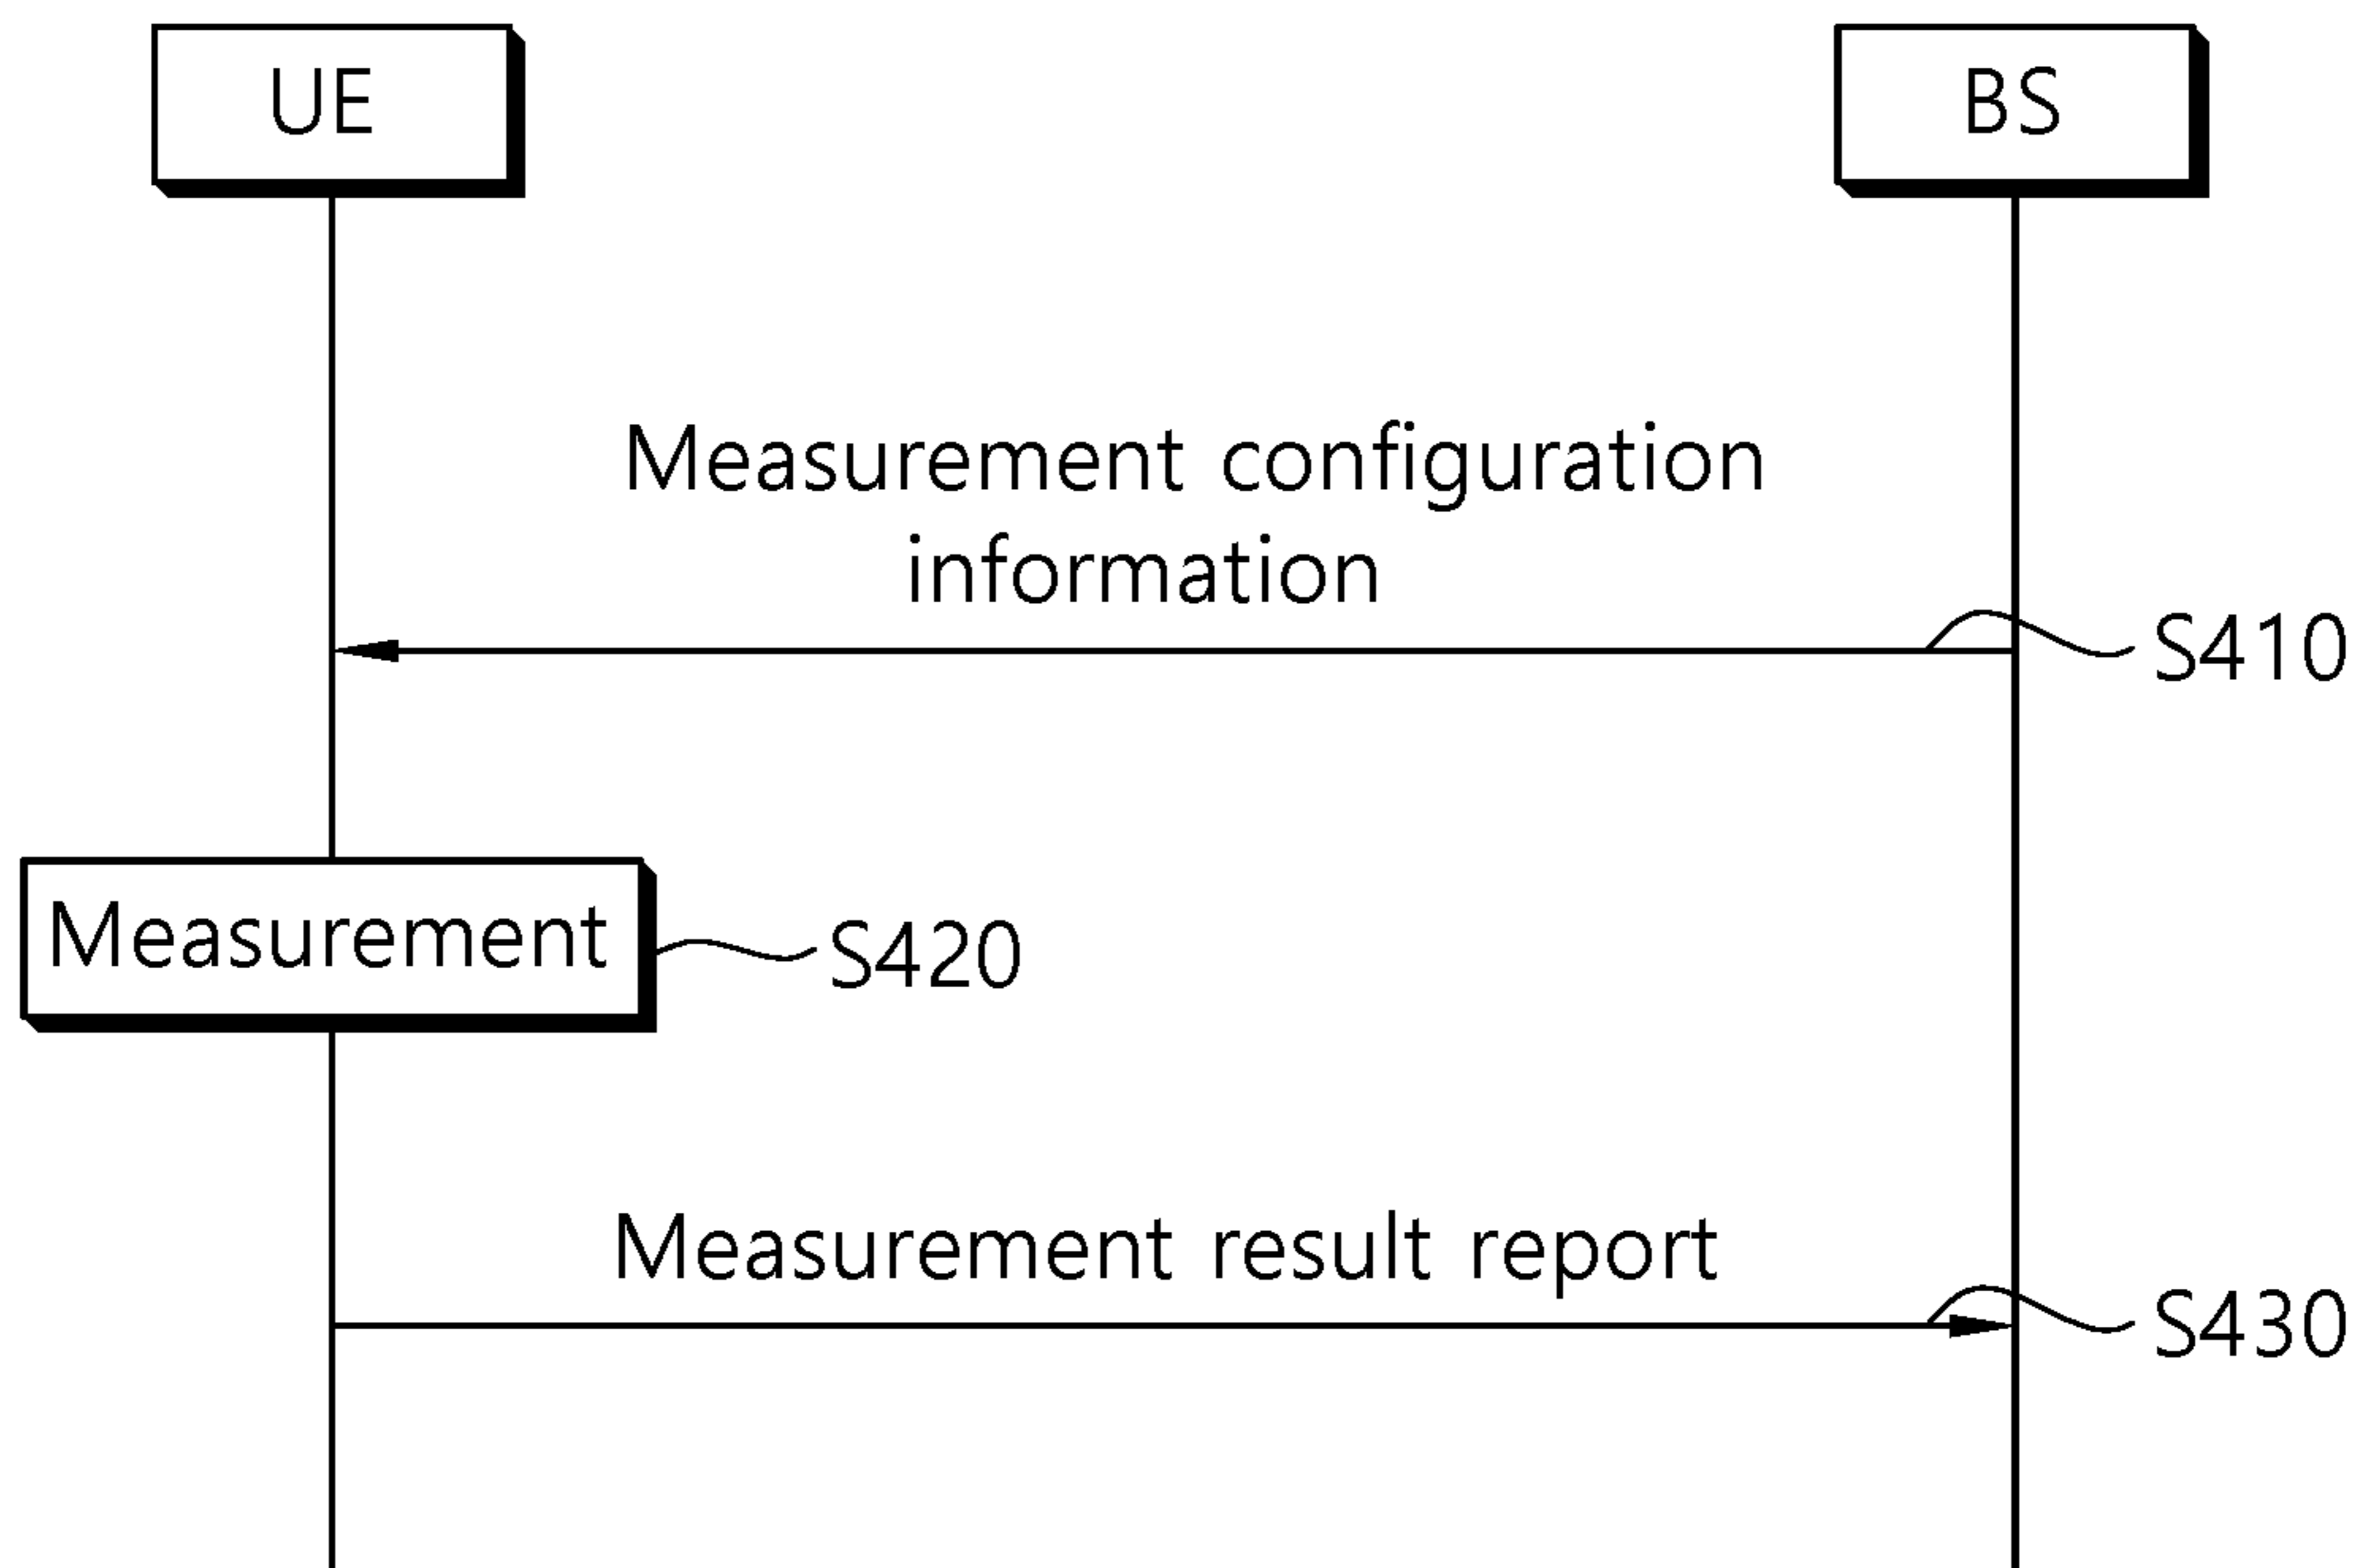 UE
BS
Measurement configuration
information
S410
Measurement
S420
Measurement result report
S430